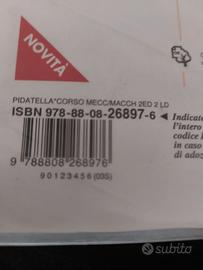 NOVITÀ
PIDATELLA*CORSO MECC/MACCH 2ED 2 LD
ISBN 978-88-08-26897-6
Indicate
l'intero
codice
in caso
di ado
9 788808 268976
90123456(03S)
subito